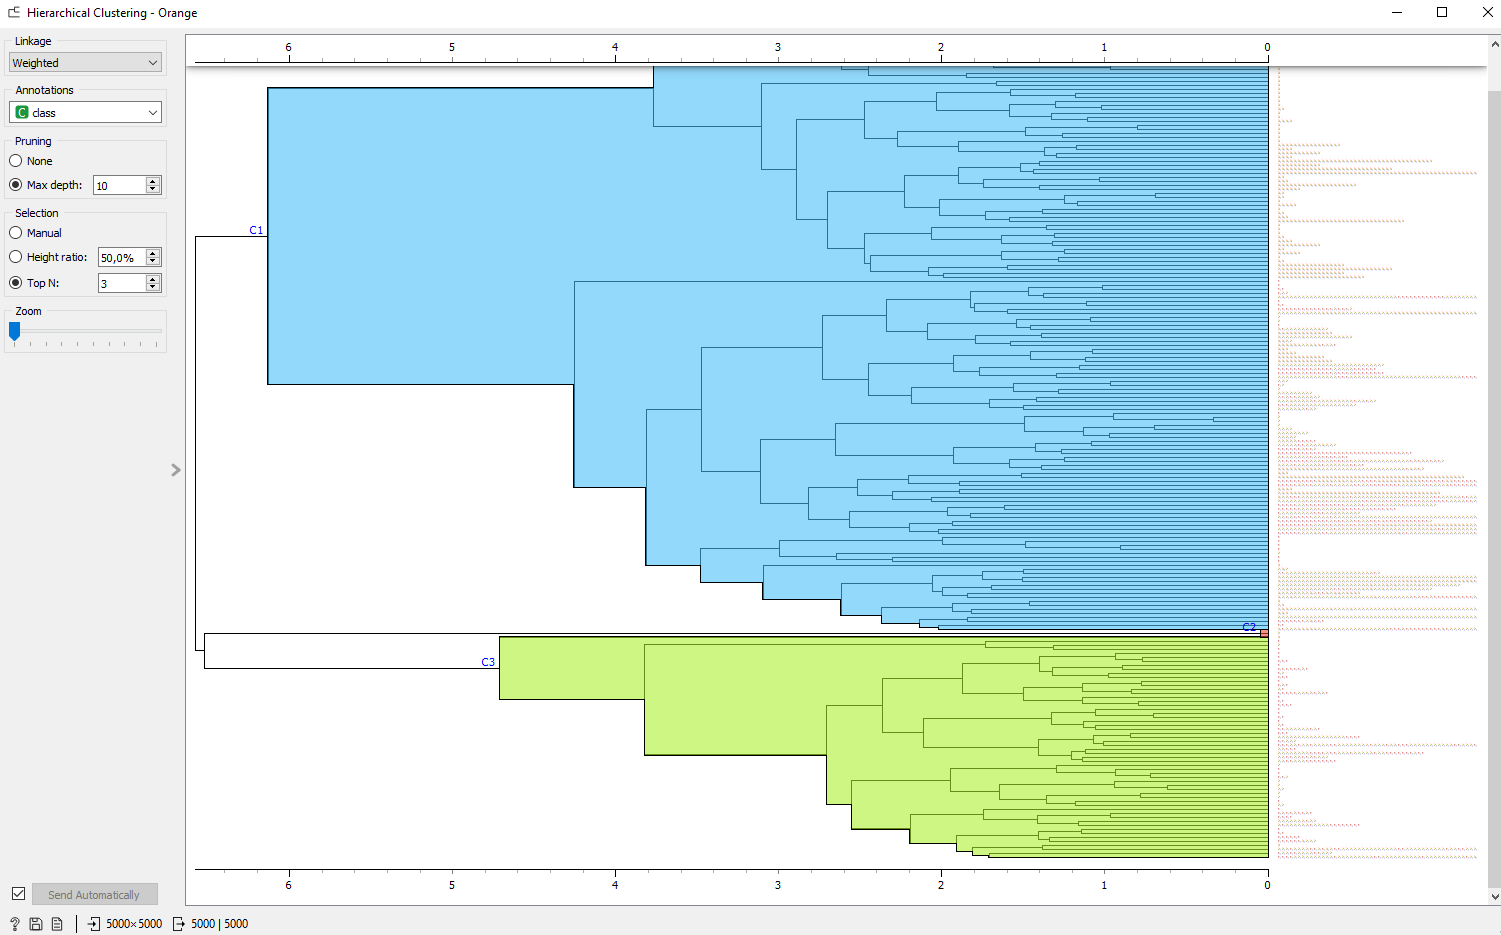 Hierarchical Clustering - Orange
Linkage
Weighted
Annotations
C class
Pruning
None
Max depth: 10
Selection
Manual
Height ratio: 50,0%
Top N: 3
Zoom
Send Automatically
6 5 4 3 2 1 0
C1
C2
C3
6 5 4 3 2 1 0
? 5000×5000 5000 | 5000